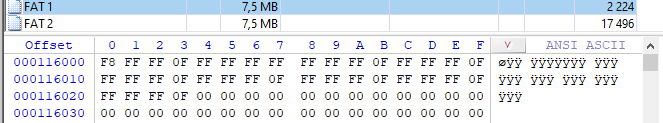 FAT 1 7,5 MB 2 224
FAT 2 7,5 MB 17 496
Offset 0 1 2 3 4 5 6 7 8 9 A B C D E F ANSI ASCII
000116000 F8 FF FF 0F FF FF FF FF FF FF FF 0F FF FF FF 0F øÿÿ ÿÿÿÿÿÿÿ ÿÿÿ
000116010 FF FF FF 0F FF FF FF 0F FF FF FF 0F FF FF FF 0F ÿÿÿ ÿÿÿ ÿÿÿ ÿÿÿ
000116020 FF FF FF 0F 00 00 00 00 00 00 00 00 00 00 00 00 ÿÿÿ
000116030 00 00 00 00 00 00 00 00 00 00 00 00 00 00 00 00